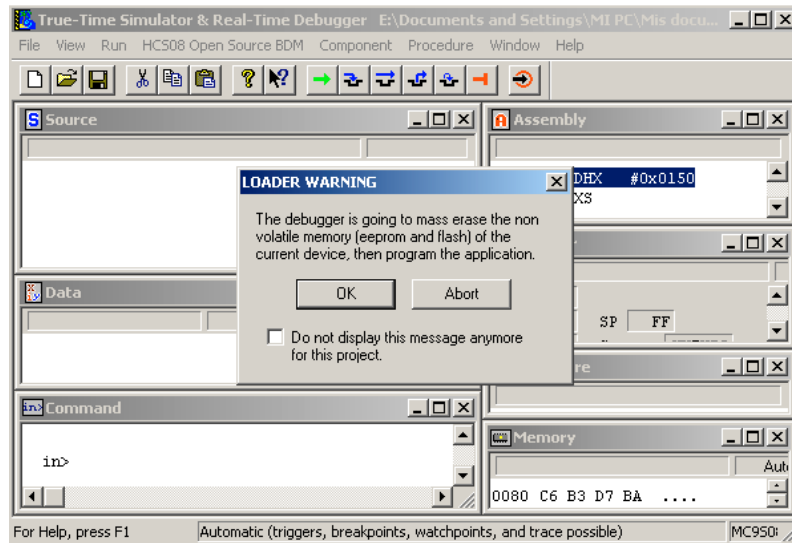 True-Time Simulator & Real-Time Debugger E:\Documents and Settings\MI PC\Mis docu...
File View Run HCS08 Open Source BDM Component Procedure Window Help
S Source
Assembly
DHX #0x0150
XS
LOADER WARNING
The debugger is going to mass erase the non
volatile memory (eeprom and flash) of the
current device, then program the application.
OK Abort
Do not display this message anymore
for this project.
Data
SP FF
re
in> Command
in>
Memory
Auto
0080 C6 B3 D7 BA ....
For Help, press F1 Automatic (triggers, breakpoints, watchpoints, and trace possible) MC9S0